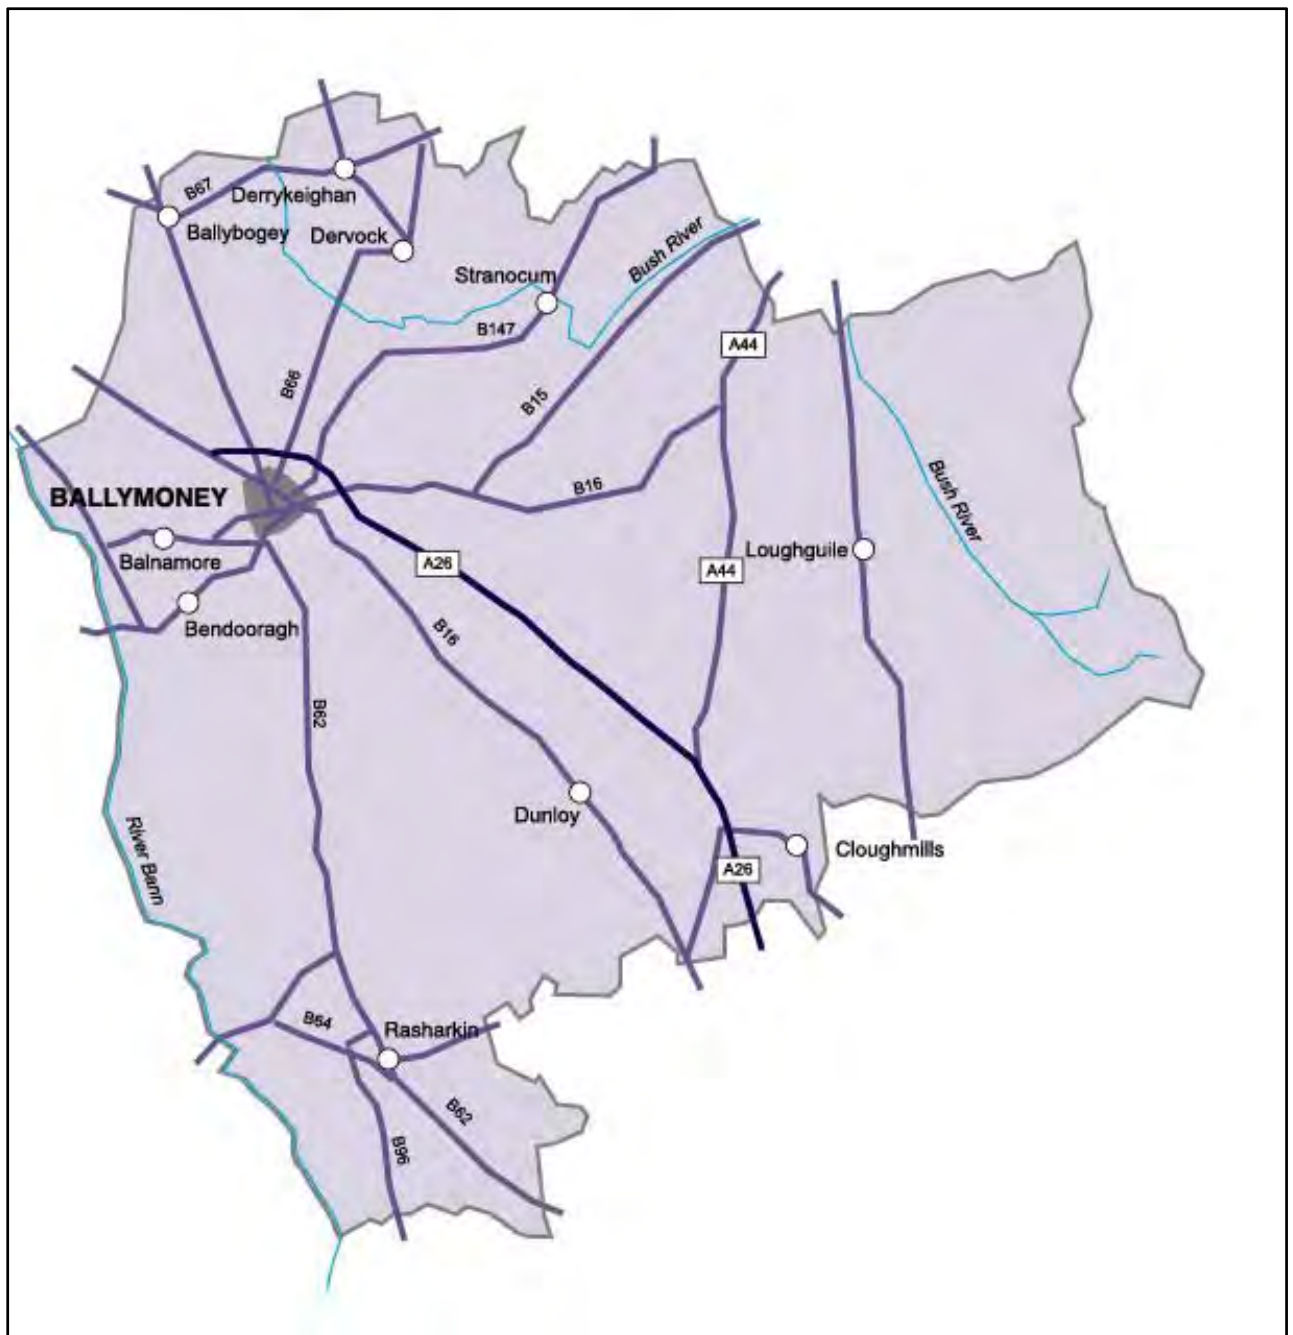 B67
Derrykeighan
Ballybogey
Dervock
Bush River
Stranocum
B147
A44
B66
B15
Bush River
B16
BALLYMONEY
Loughguile
A26
A44
Balnamore
Bendooragh
B16
B62
Dunloy
River Bann
Cloughmills
A26
B64
Rasharkin
B62
B96